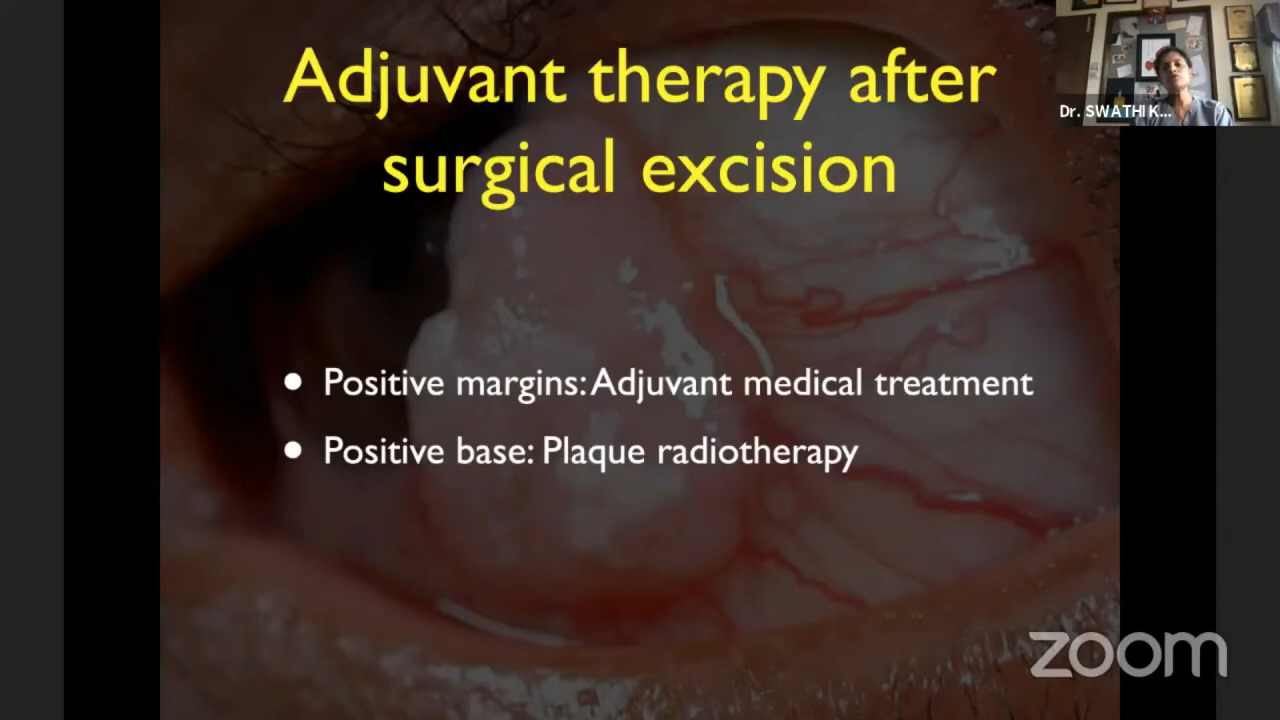 Adjuvant therapy after
surgical excision
Dr. SWATHI K...
• Positive margins: Adjuvant medical treatment
• Positive base: Plaque radiotherapy
zoom